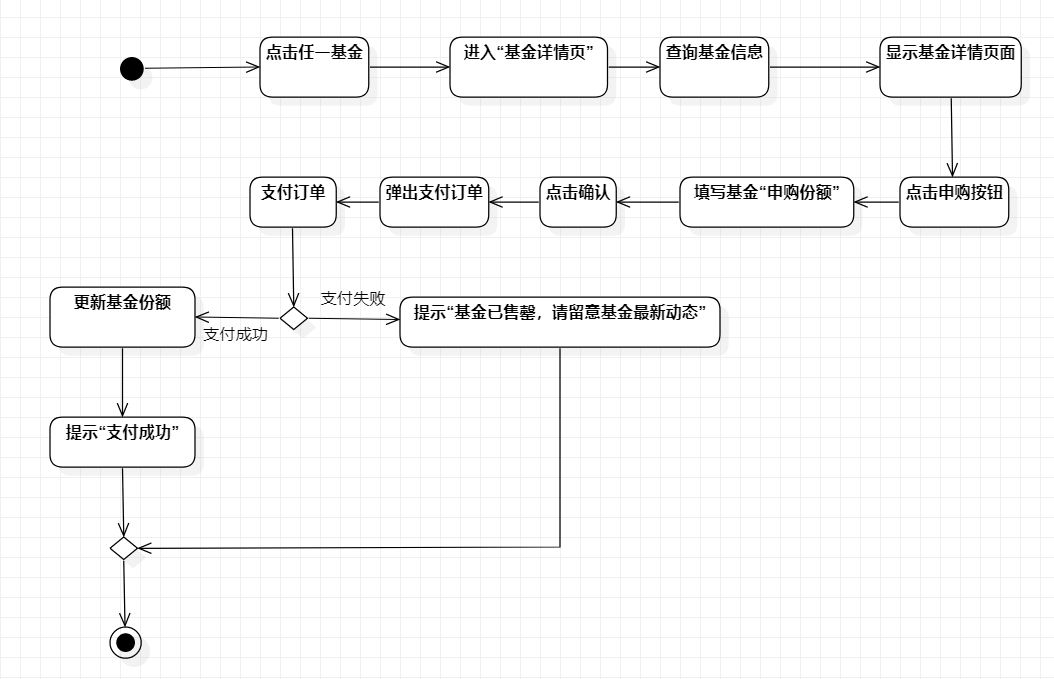 点击任一基金
进入“基金详情页”
查询基金信息
显示基金详情页面
点击申购按钮
填写基金“申购份额”
点击确认
弹出支付订单
支付订单
支付失败
支付成功
更新基金份额
提示“基金已售罄，请留意基金最新动态”
提示“支付成功”